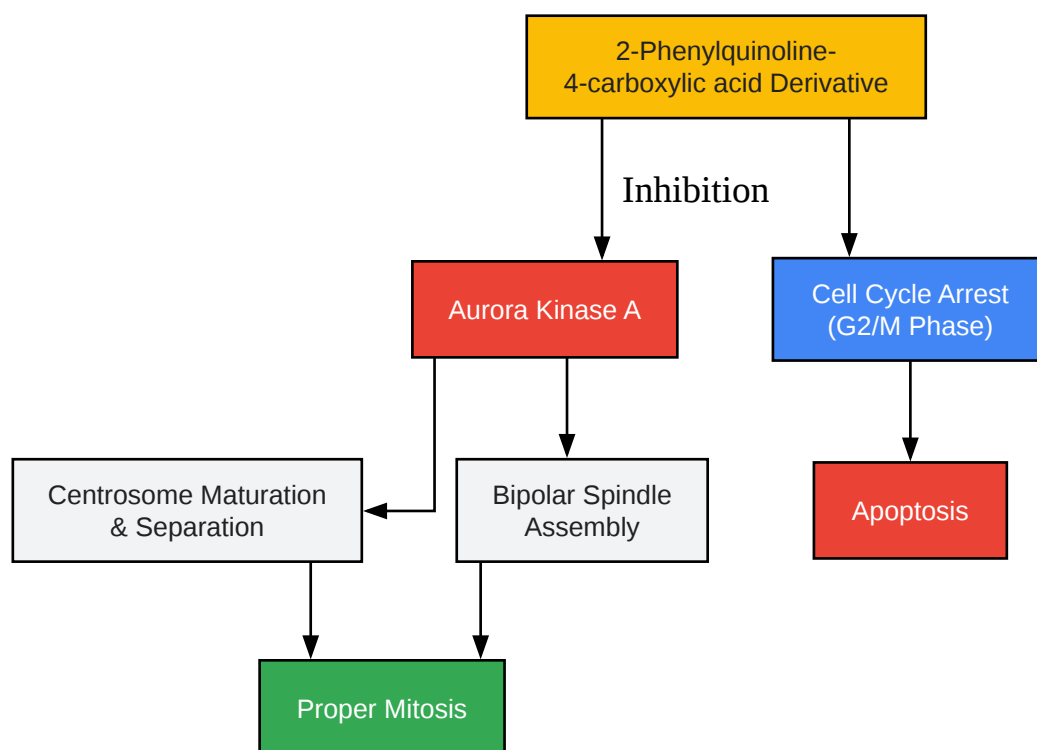 2-Phenylquinoline-
4-carboxylic acid Derivative
Inhibition
Aurora Kinase A
Cell Cycle Arrest
(G2/M Phase)
Centrosome Maturation
& Separation
Bipolar Spindle
Assembly
Apoptosis
Proper Mitosis